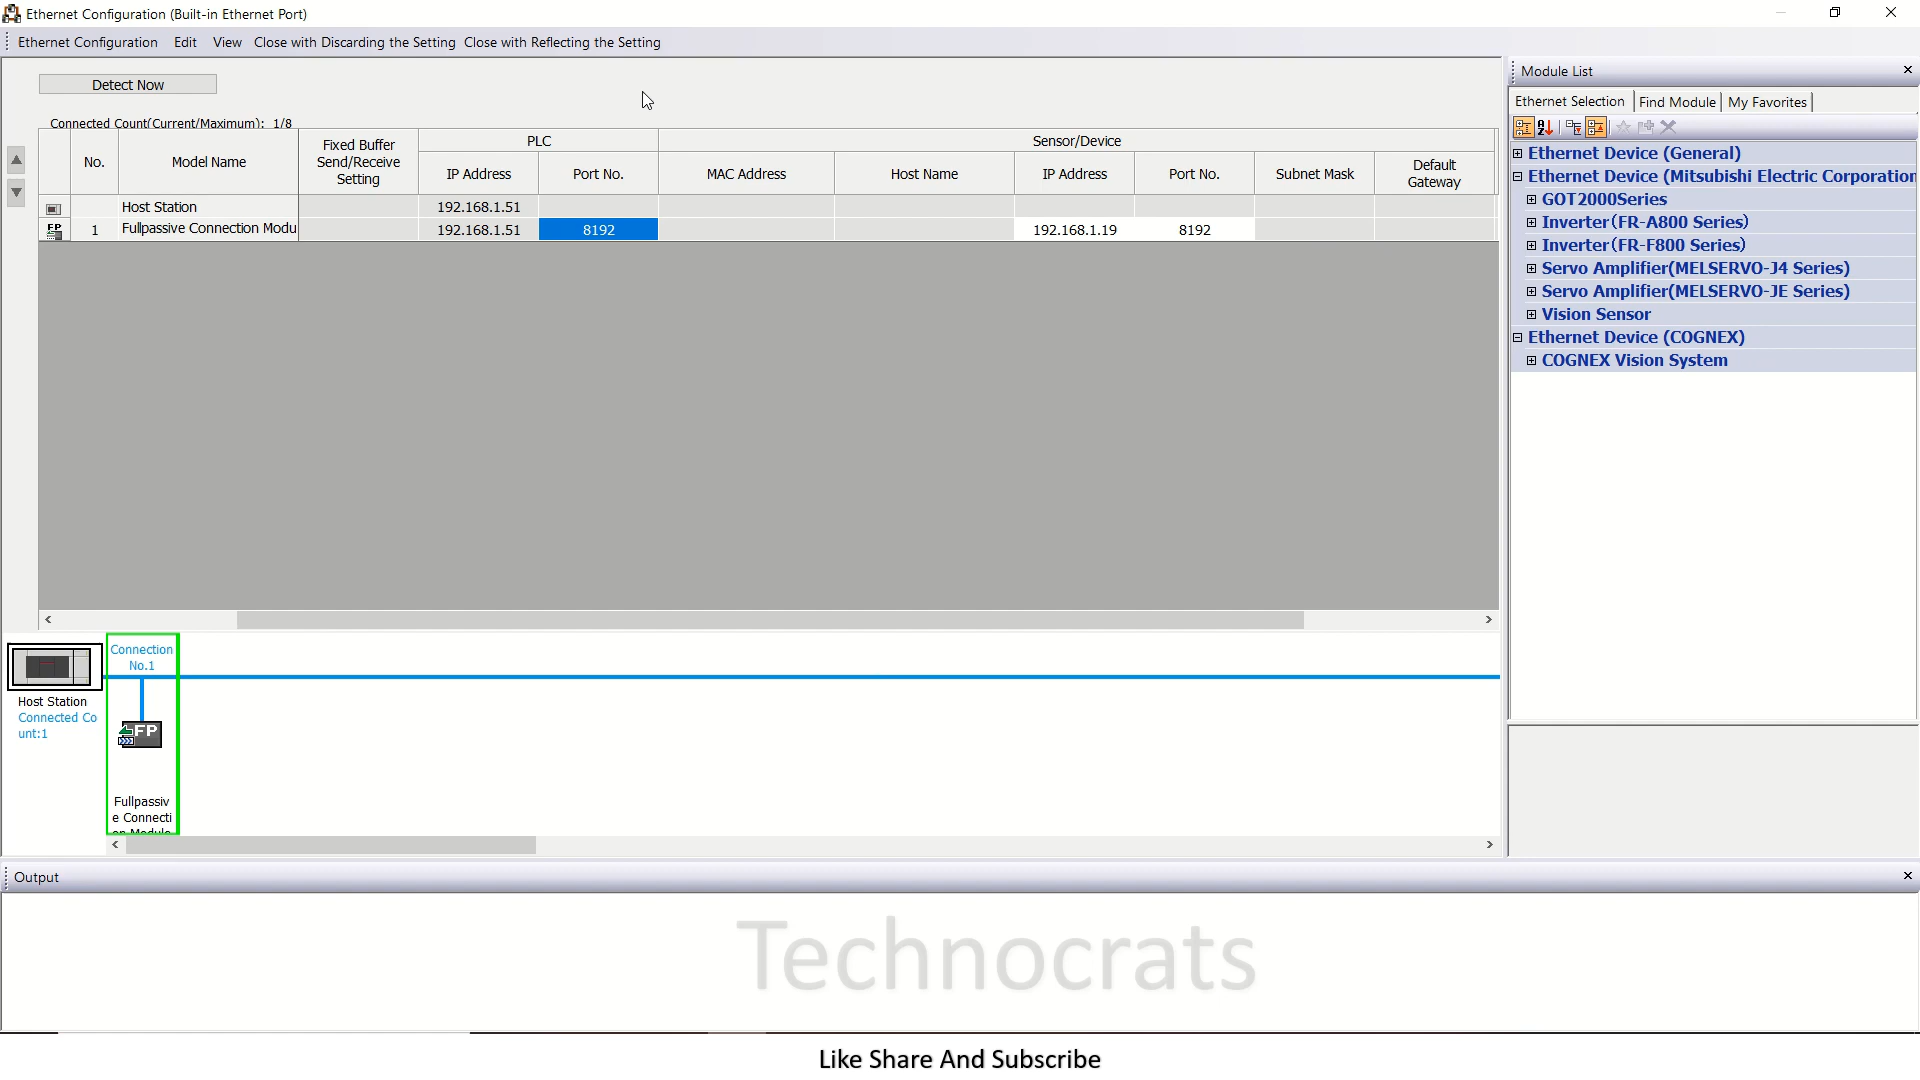 Ethernet Configuration (Built-in Ethernet Port)
Ethernet Configuration Edit View Close with Discarding the Setting Close with Reflecting the Setting
Detect Now
Connected Count(Current/Maximum): 1/8
No. Model Name Fixed Buffer Send/Receive Setting PLC Sensor/Device
IP Address Port No. MAC Address Host Name IP Address Port No. Subnet Mask Default Gateway
Host Station 192.168.1.51
FP 1 Fullpassive Connection Modu 192.168.1.51 8192 192.168.1.19 8192
Connection
No.1
Host Station
Connected Co
unt:1
FP
Fullpassiv
e Connecti
on Module
Module List
Ethernet Selection Find Module My Favorites
Ethernet Device (General)
Ethernet Device (Mitsubishi Electric Corporation
GOT2000Series
Inverter(FR-A800 Series)
Inverter(FR-F800 Series)
Servo Amplifier(MELSERVO-J4 Series)
Servo Amplifier(MELSERVO-JE Series)
Vision Sensor
Ethernet Device (COGNEX)
COGNEX Vision System
Output
Technocrats
Like Share And Subscribe